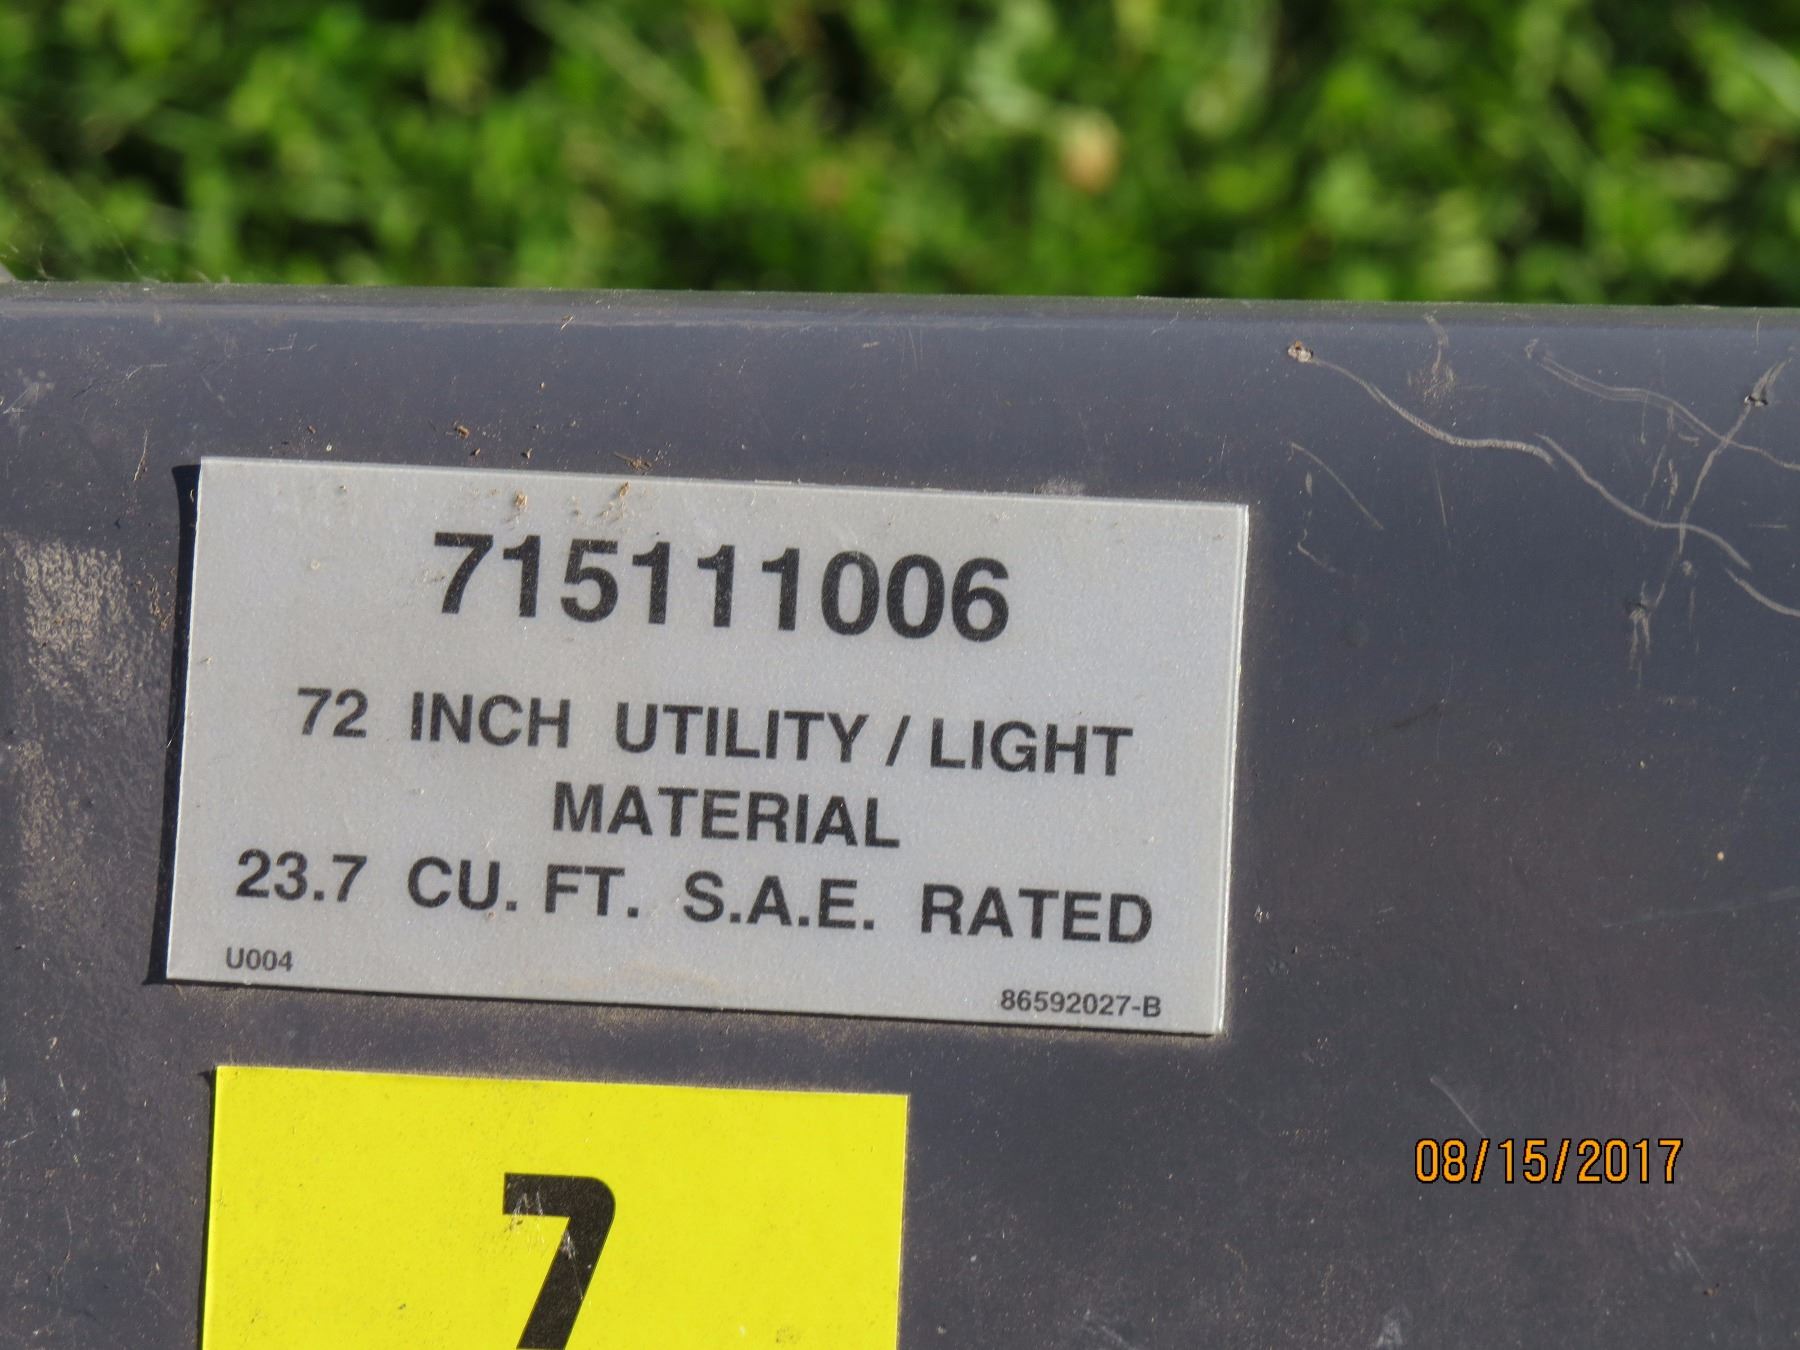 715111006
72 INCH UTILITY / LIGHT
MATERIAL
23.7 CU. FT. S.A.E. RATED
U004 86592027-B
7
08/15/2017